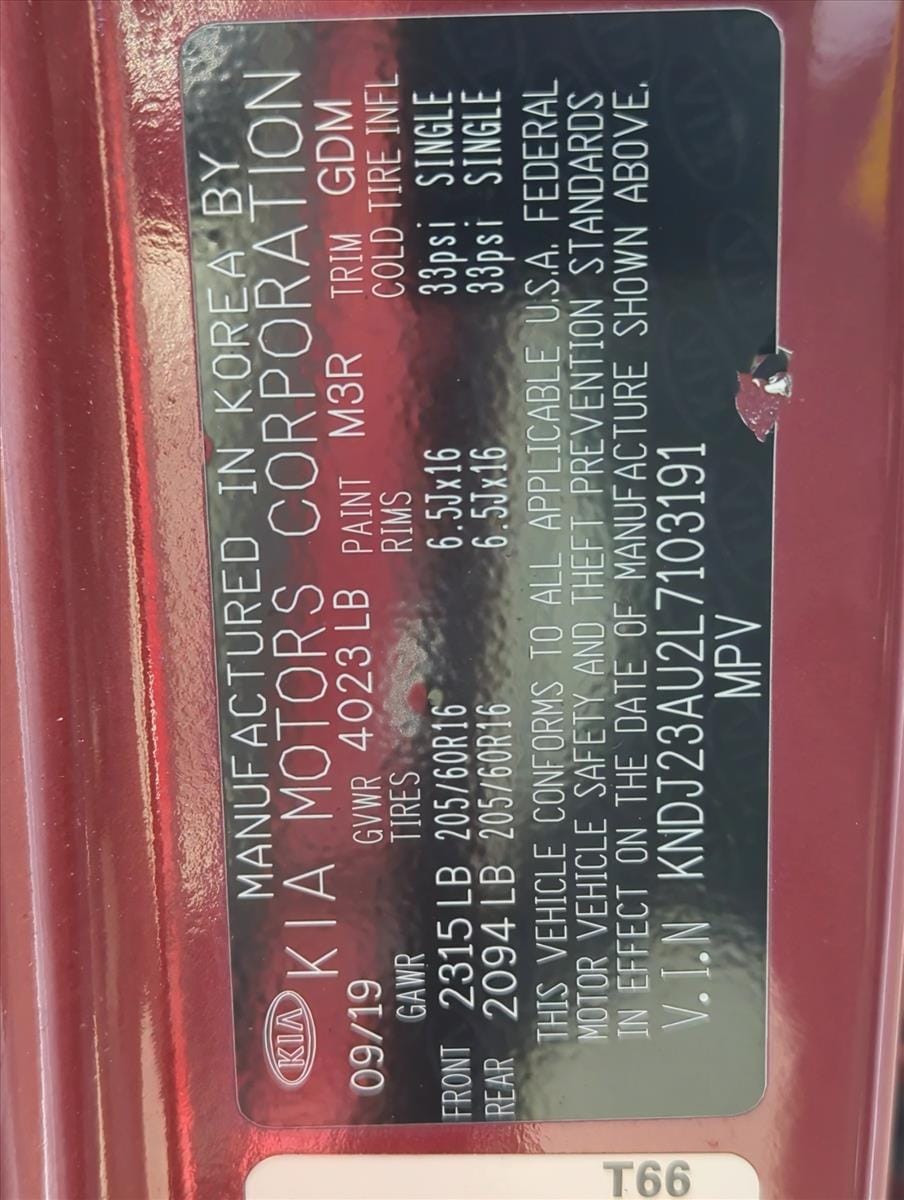 MANUFACTURED IN KOREA BY
KIA KIA MOTORS CORPORATION
09/19 GVWR 4023 LB PAINT M3R TRIM GDM
GAWR TIRES RIMS COLD TIRE INFL
FRONT 2315 LB 205/60R16 6.5Jx16 33psi SINGLE
REAR 2094 LB 205/60R16 6.5Jx16 33psi SINGLE
THIS VEHICLE CONFORMS TO ALL APPLICABLE U.S.A. FEDERAL
MOTOR VEHICLE SAFETY AND THEFT PREVENTION STANDARDS
IN EFFECT ON THE DATE OF MANUFACTURE SHOWN ABOVE.
V.I.N KNDJ23AU2L7103191
MPV
T66